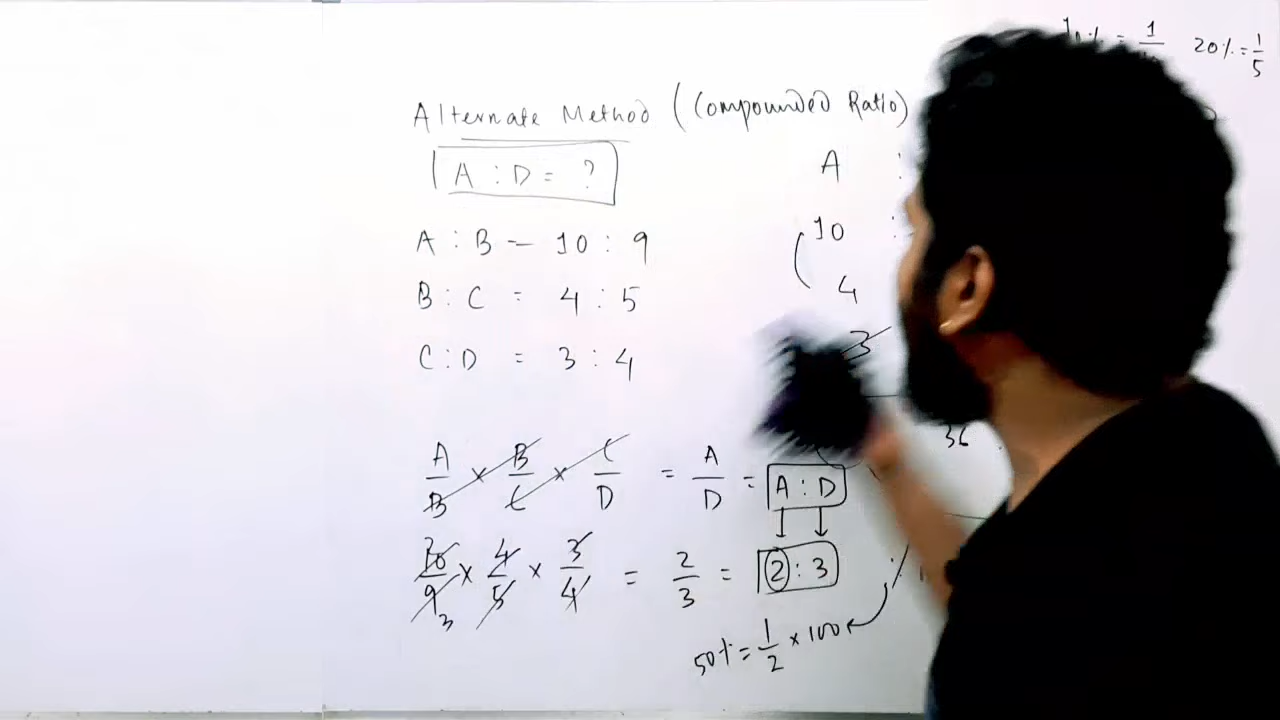 20% = 1/5
Alternate Method (Compounded Ratio)
A : D = ?
A : B — 10 : 9
B : C = 4 : 5
C : D = 3 : 4
A :
10 :
4
3
36
A/B × B/C × C/D = A/D = A : D
10/9 × 4/5 × 3/4 = 2/3 = 2 : 3
3
50% = 1/2 × 100